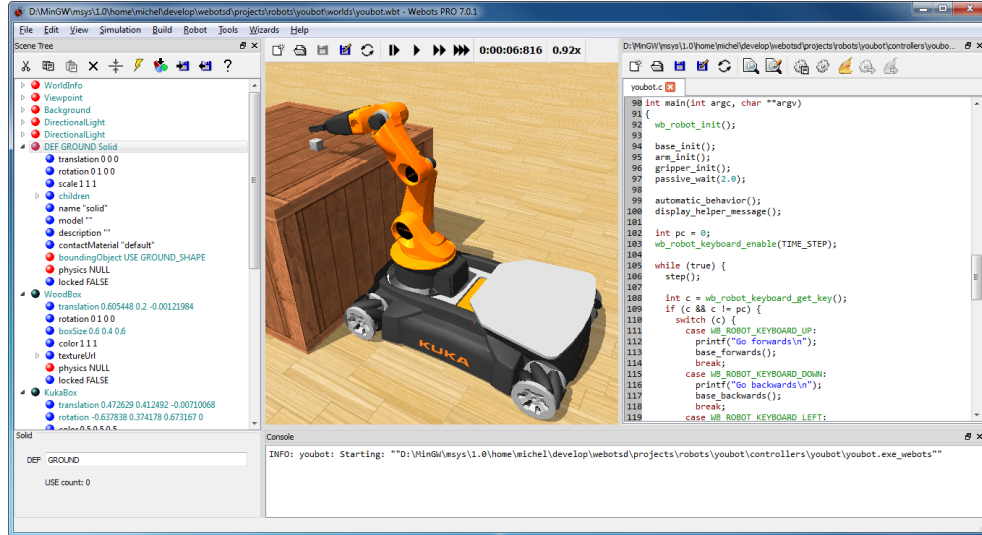 D:\MinGW\msys\1.0\home\michel\develop\webotsd\projects\robots\youbot\worlds\youbot.wbt - Webots PRO 7.0.1
File Edit View Simulation Build Robot Tools Wizards Help
Scene Tree
WorldInfo
Viewpoint
Background
DirectionalLight
DirectionalLight
DEF GROUND Solid
translation 0 0 0
rotation 0 1 0 0
scale 1 1 1
children
name "solid"
model ""
description ""
contactMaterial "default"
boundingObject USE GROUND_SHAPE
physics NULL
locked FALSE
WoodBox
translation 0.605448 0.2 -0.00121984
rotation 0 1 0 0
boxSize 0.6 0.4 0.6
color 1 1 1
textureUrl
physics NULL
locked FALSE
KukaBox
translation 0.472629 0.412492 -0.00710068
rotation -0.637838 0.374178 0.673167 0
color 0.5 0.5 0.5
Solid
DEF GROUND
USE count: 0
0:00:06:816 0.92x
KUKA
D:\MinGW\msys\1.0\home\michel\develop\webotsd\projects\robots\youbot\controllers\youbo...
youbot.c
90 int main(int argc, char **argv)
91 {
92 wb_robot_init();
93
94 base_init();
95 arm_init();
96 gripper_init();
97 passive_wait(2.0);
98
99 automatic_behavior();
100 display_helper_message();
101
102 int pc = 0;
103 wb_robot_keyboard_enable(TIME_STEP);
104
105 while (true) {
106 step();
107
108 int c = wb_robot_keyboard_get_key();
109 if (c && c != pc) {
110 switch (c) {
111 case WB_ROBOT_KEYBOARD_UP:
112 printf("Go forwards\n");
113 base_forwards();
114 break;
115 case WB_ROBOT_KEYBOARD_DOWN:
116 printf("Go backwards\n");
117 base_backwards();
118 break;
119 case WB_ROBOT_KEYBOARD_LEFT:
Console
INFO: youbot: Starting: ""D:\MinGW\msys\1.0\home\michel\develop\webotsd\projects\robots\youbot\controllers\youbot\youbot.exe_webots""